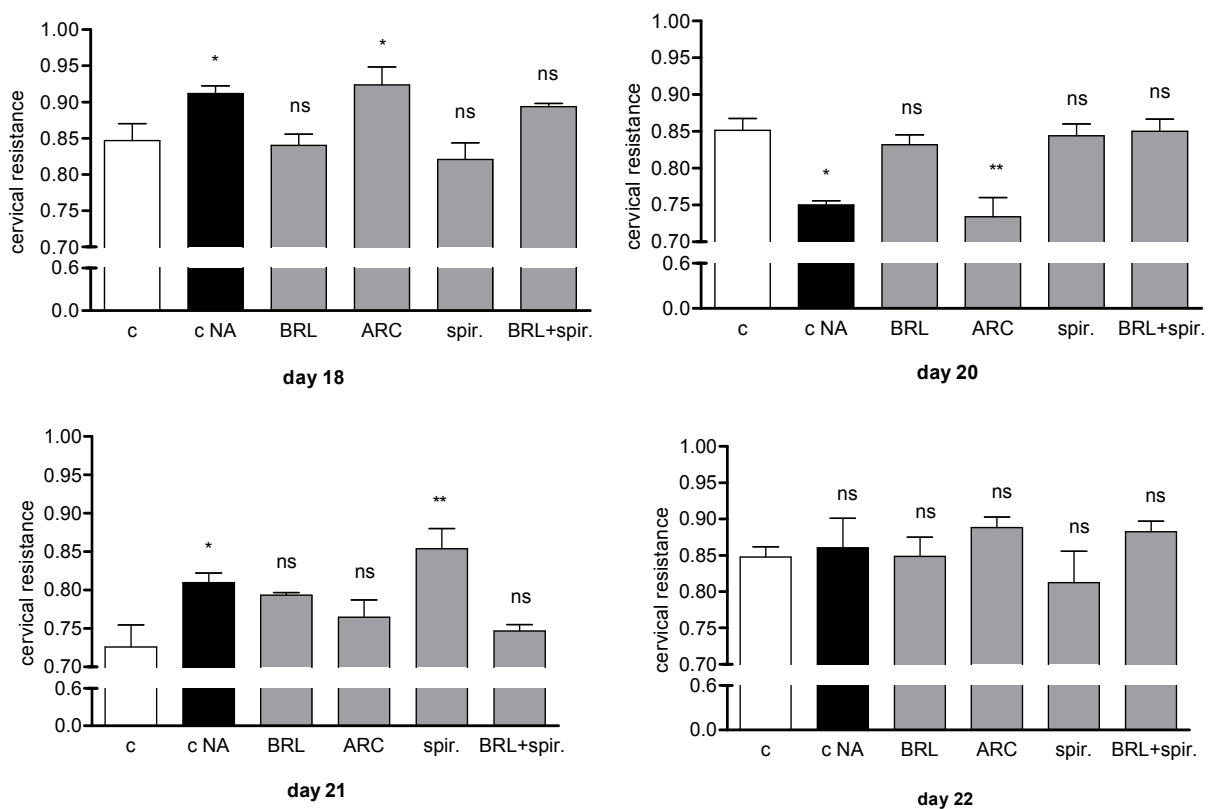 cervical resistance
1.00
0.95
0.90
0.85
0.80
0.75
0.70
0.6
0.0
* ns * ns ns
c c NA BRL ARC spir. BRL+spir.
day 18
cervical resistance
1.00
0.95
0.90
0.85
0.80
0.75
0.70
0.6
0.0
* ns ** ns ns
c c NA BRL ARC spir. BRL+spir.
day 20
cervical resistance
1.00
0.95
0.90
0.85
0.80
0.75
0.70
0.6
0.0
* ns ns ** ns
c c NA BRL ARC spir. BRL+spir.
day 21
cervical resistance
1.00
0.95
0.90
0.85
0.80
0.75
0.70
0.6
0.0
ns ns ns ns ns
c c NA BRL ARC spir. BRL+spir.
day 22